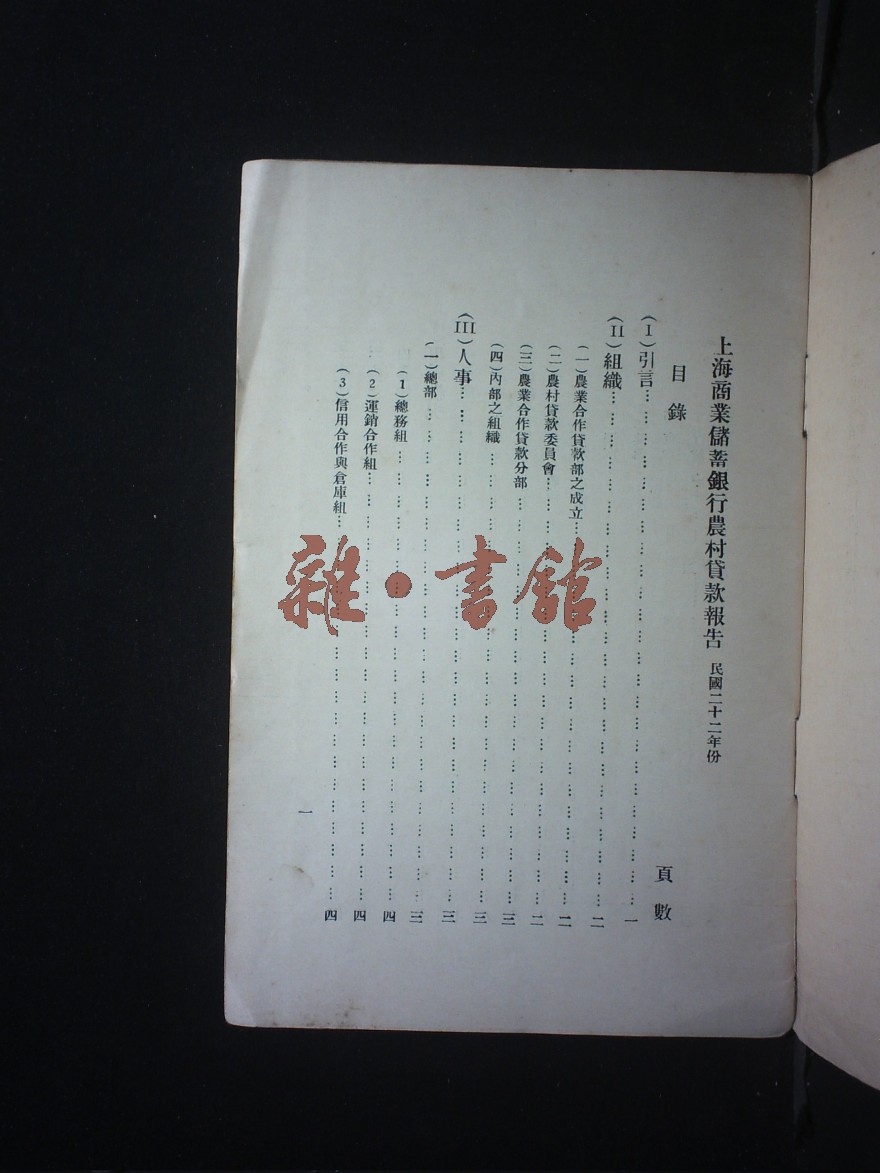 上海商業儲蓄銀行農村貸款報告 民國二十二年份
目錄 頁數
(I)引言……………………………………一
(II)組織……………………………………二
(一)農業合作貸款部之成立……………………………………二
(二)農村貸款委員會……………………………………二
(三)農業合作貸款分部……………………………………三
(四)內部之組織……………………………………三
(III)人事……………………………………三
(一)總部……………………………………三
(1)總務組……………………………………四
(2)運銷合作組……………………………………四
(3)信用合作與倉庫組……………………………………四
一
雜•書館